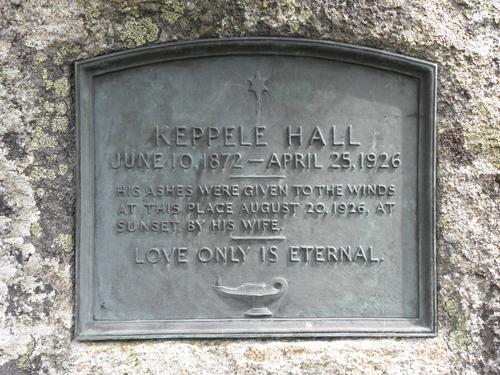 KEPPELE HALL
JUNE 10, 1872 — APRIL 25, 1926
HIS ASHES WERE GIVEN TO THE WINDS
AT THIS PLACE AUGUST 20, 1926, AT
SUNSET, BY HIS WIFE.
LOVE ONLY IS ETERNAL.